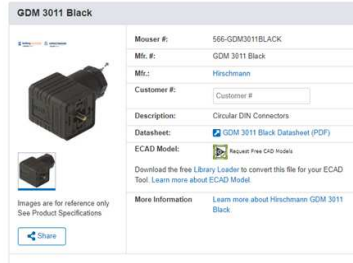 GDM 3011 Black
Mouser #: 566-GDM3011BLACK
Mfr. #: GDM 3011 Black
Mfr.: Hirschmann
Customer #: Customer #
Description: Circular DIN Connectors
Datasheet: GDM 3011 Black Datasheet (PDF)
ECAD Model: Request Free CAD Models
Download the free Library Loader to convert this file for your ECAD
Tool. Learn more about ECAD Model.
More Information Learn more about Hirschmann GDM 3011
Black
Images are for reference only
See Product Specifications
Share